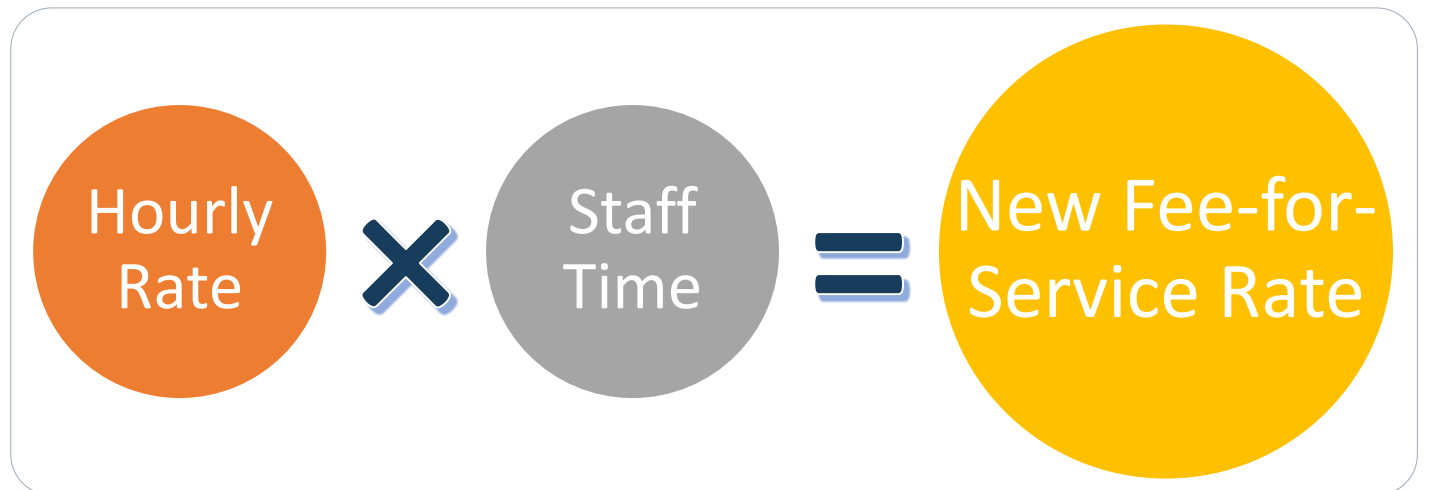 Hourly
Rate
×
Staff
Time
=
New Fee-for-
Service Rate